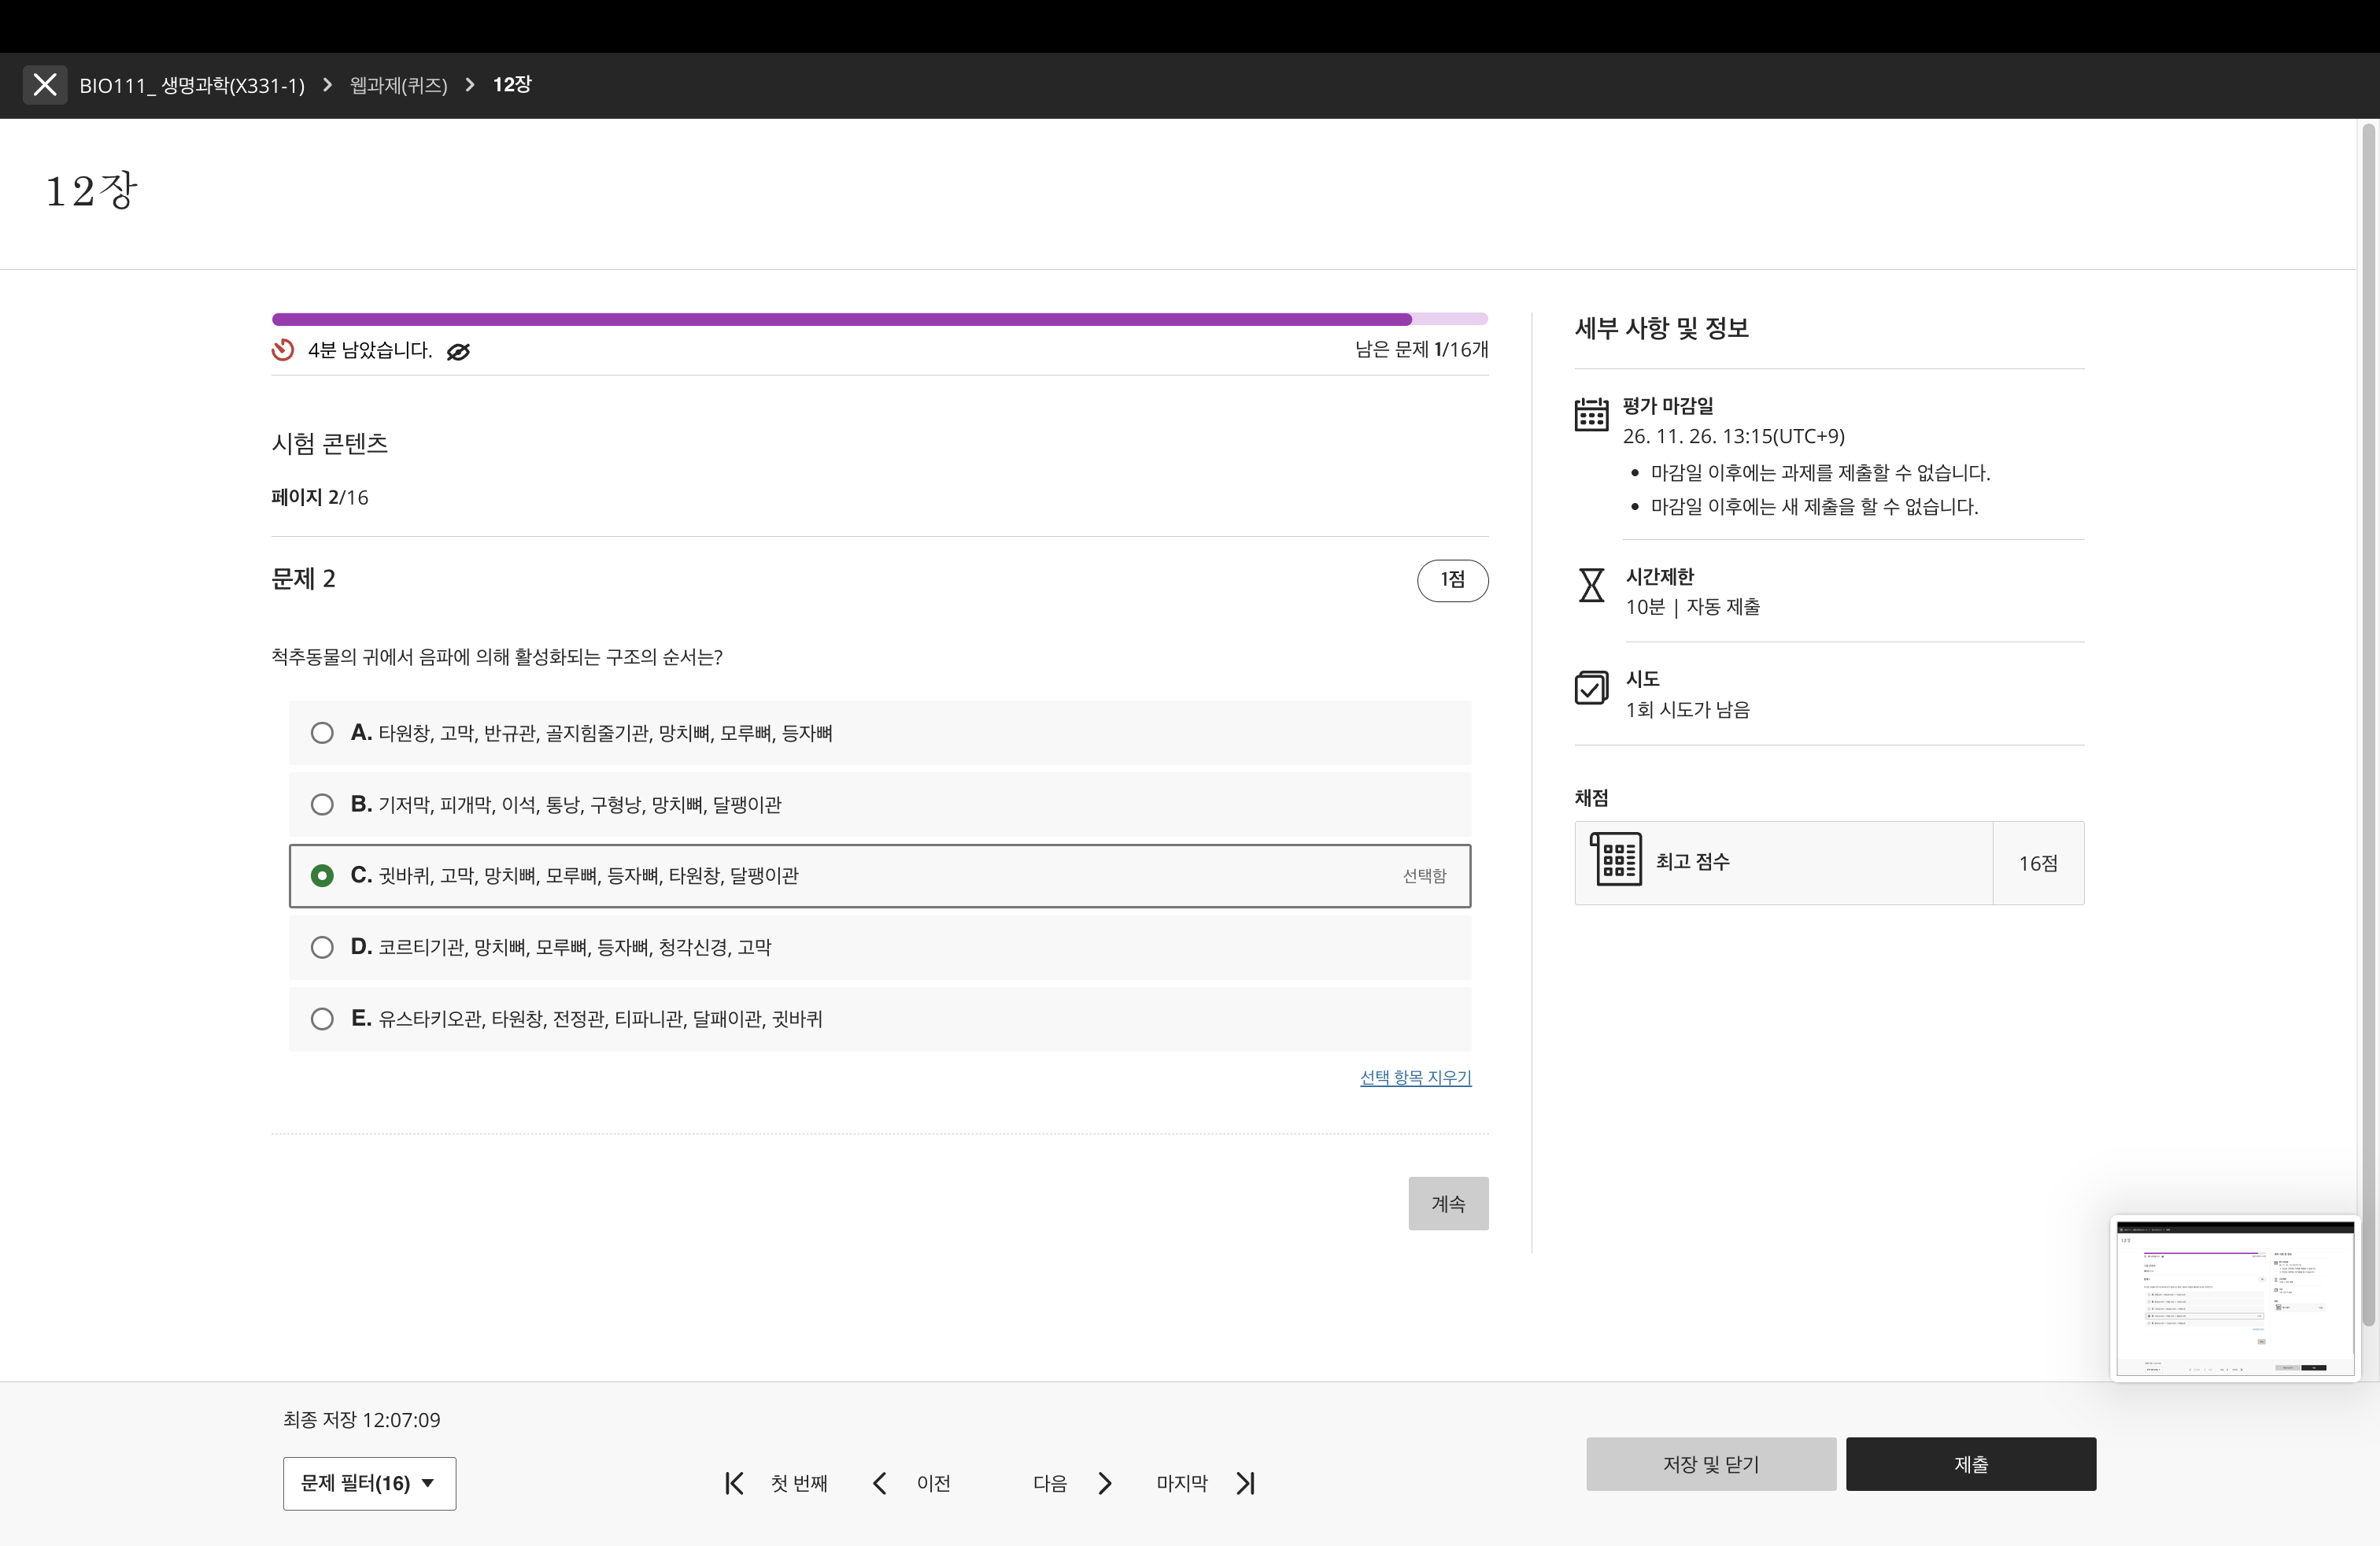 BIO111_ 생명과학(X331-1) > 웹과제(퀴즈) > 12장
12장
4분 남았습니다.
남은 문제 1/16개
시험 콘텐츠
페이지 2/16
문제 2
1점
척추동물의 귀에서 음파에 의해 활성화되는 구조의 순서는?
A. 타원창, 고막, 반규관, 골지힘줄기관, 망치뼈, 모루뼈, 등자뼈
B. 기저막, 피개막, 이석, 통낭, 구형낭, 망치뼈, 달팽이관
C. 귓바퀴, 고막, 망치뼈, 모루뼈, 등자뼈, 타원창, 달팽이관
선택함
D. 코르티기관, 망치뼈, 모루뼈, 등자뼈, 청각신경, 고막
E. 유스타키오관, 타원창, 전정관, 티파니관, 달패이관, 귓바퀴
선택 항목 지우기
계속
세부 사항 및 정보
평가 마감일
26. 11. 26. 13:15(UTC+9)
• 마감일 이후에는 과제를 제출할 수 없습니다.
• 마감일 이후에는 새 제출을 할 수 없습니다.
시간제한
10분 | 자동 제출
시도
1회 시도가 남음
채점
최고 점수
16점
최종 저장 12:07:09
문제 필터(16)
첫 번째
이전
다음
마지막
저장 및 닫기
제출